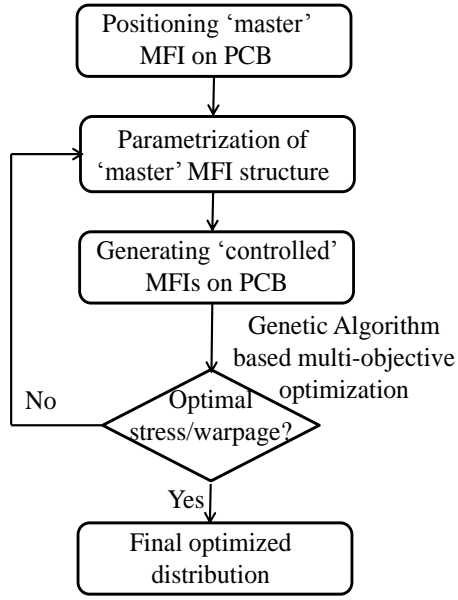 Positioning ‘master’
MFI on PCB
Parametrization of
‘master’ MFI structure
Generating ‘controlled’
MFIs on PCB
Genetic Algorithm
based multi-objective
optimization
No
Optimal
stress/warpage?
Yes
Final optimized
distribution